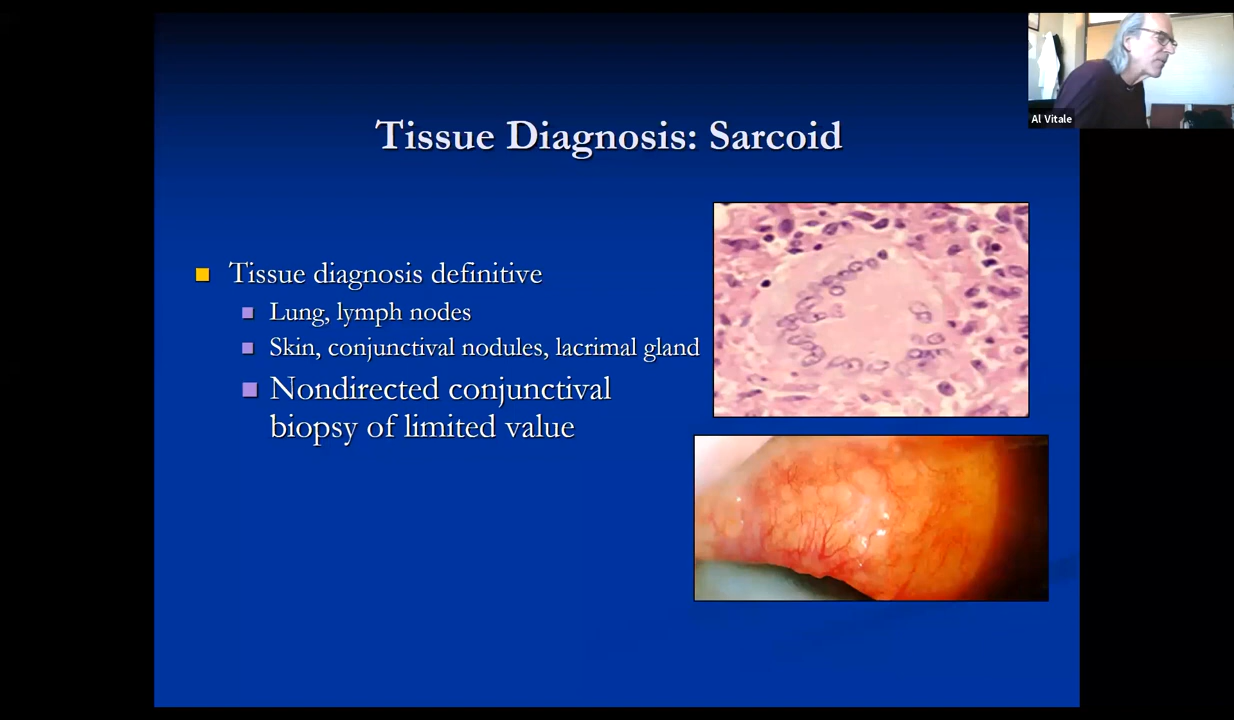 Al Vitale
Tissue Diagnosis: Sarcoid
Tissue diagnosis definitive
Lung, lymph nodes
Skin, conjunctival nodules, lacrimal gland
Nondirected conjunctival
biopsy of limited value